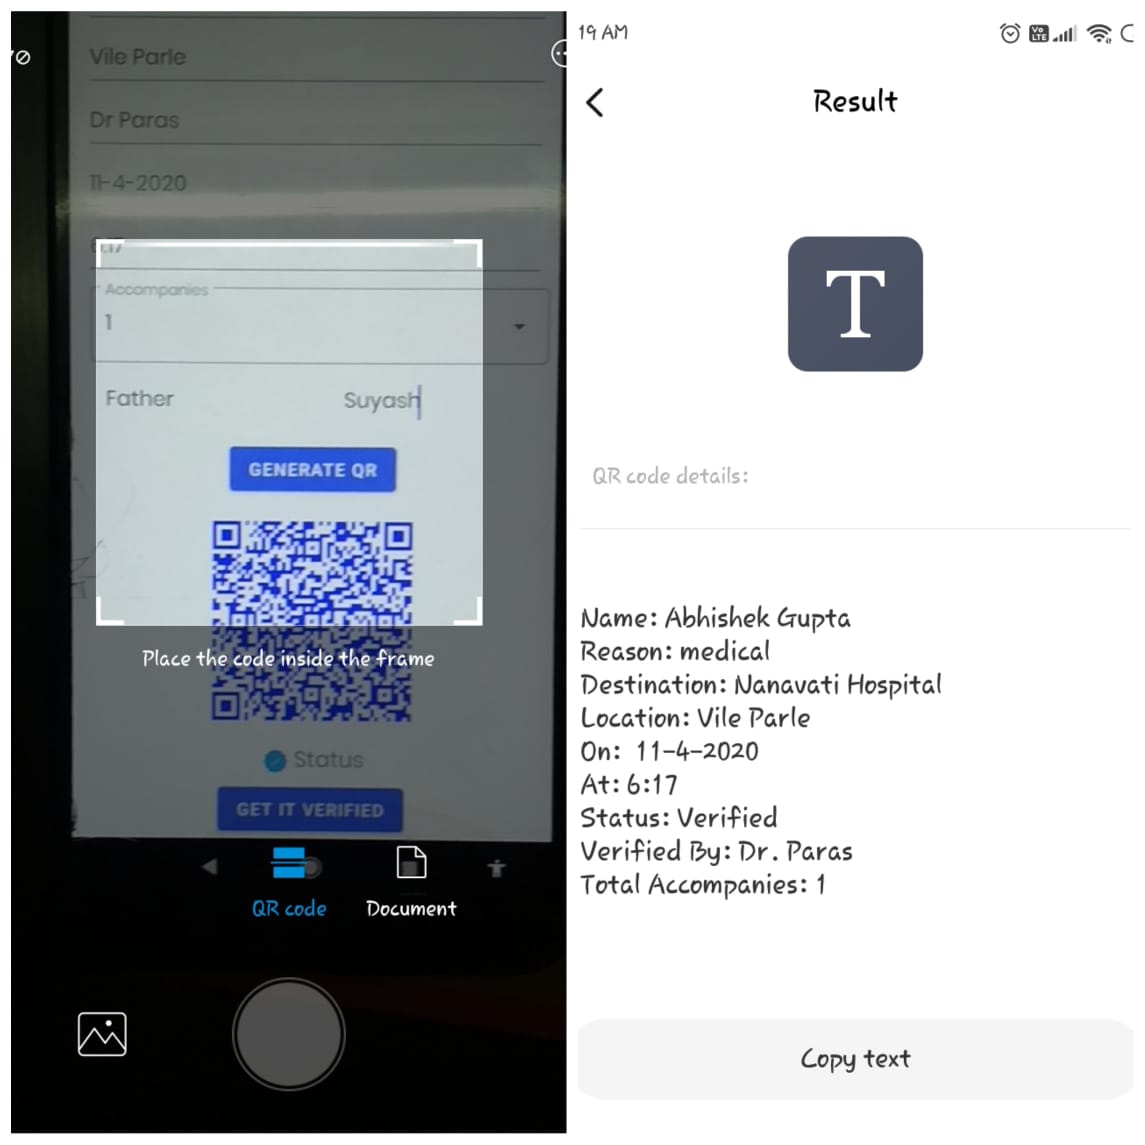 Vile Parle
Dr Paras
11-4-2020
6:17
Accompanies
1
Father Suyash
GENERATE QR
Place the code inside the frame
Status
GET IT VERIFIED
QR code Document
19 AM
Result
T
QR code details:
Name: Abhishek Gupta
Reason: medical
Destination: Nanavati Hospital
Location: Vile Parle
On: 11-4-2020
At: 6:17
Status: Verified
Verified By: Dr. Paras
Total Accompanies: 1
Copy text